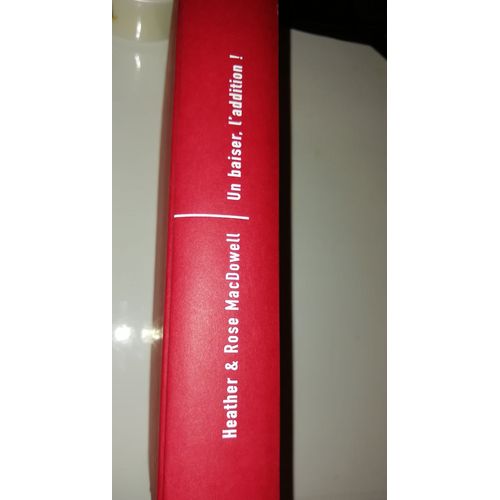 Heather & Rose MacDowell
Un baiser, l'addition !